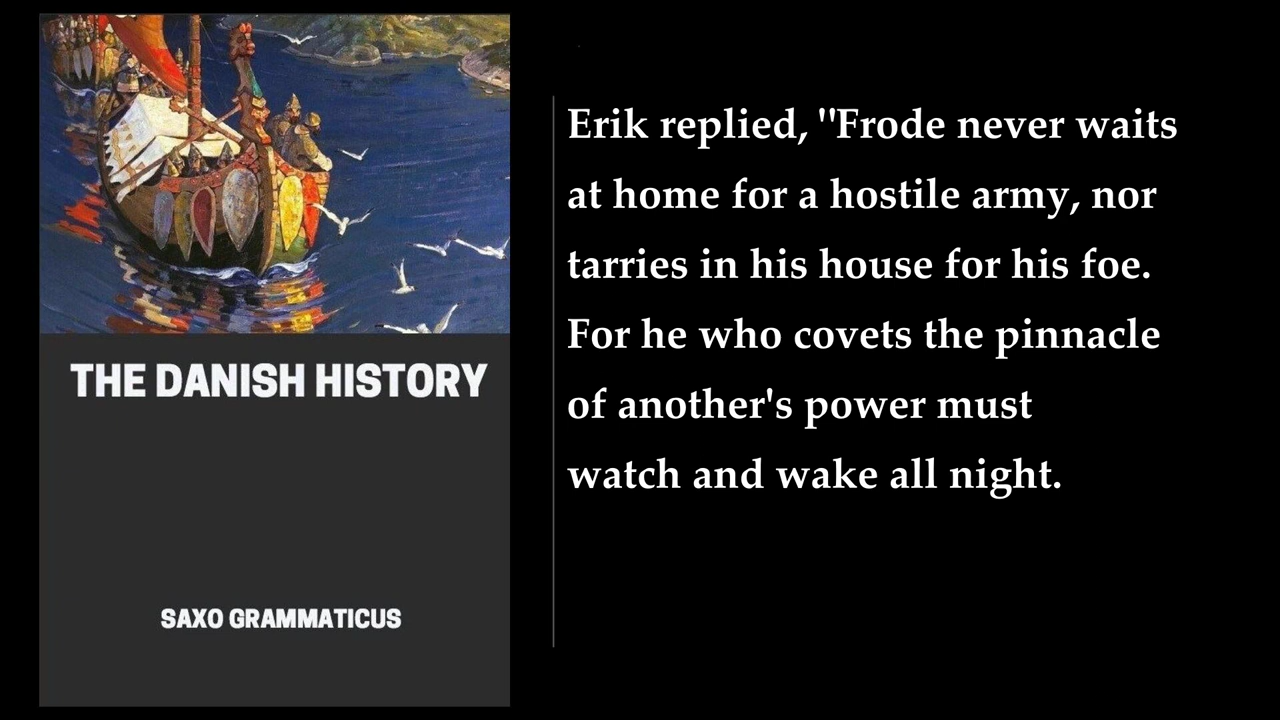 THE DANISH HISTORY
SAXO GRAMMATICUS
Erik replied, "Frode never waits
at home for a hostile army, nor
tarries in his house for his foe.
For he who covets the pinnacle
of another's power must
watch and wake all night.